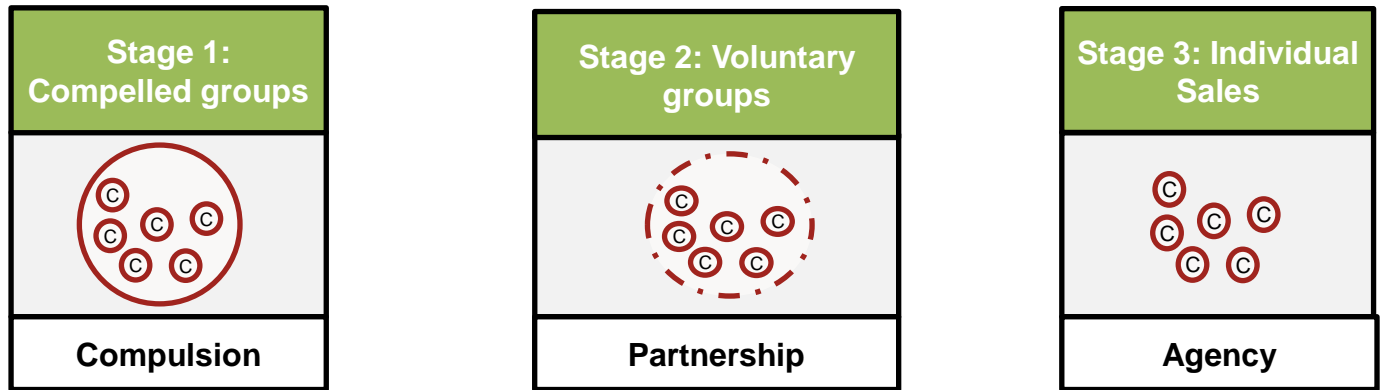 Stage 1:
Compelled groups
C
C
C
C
C
C
Compulsion
Stage 2: Voluntary
groups
C
C
C
C
C
C
Partnership
Stage 3: Individual
Sales
C
C
C
C
C
C
Agency